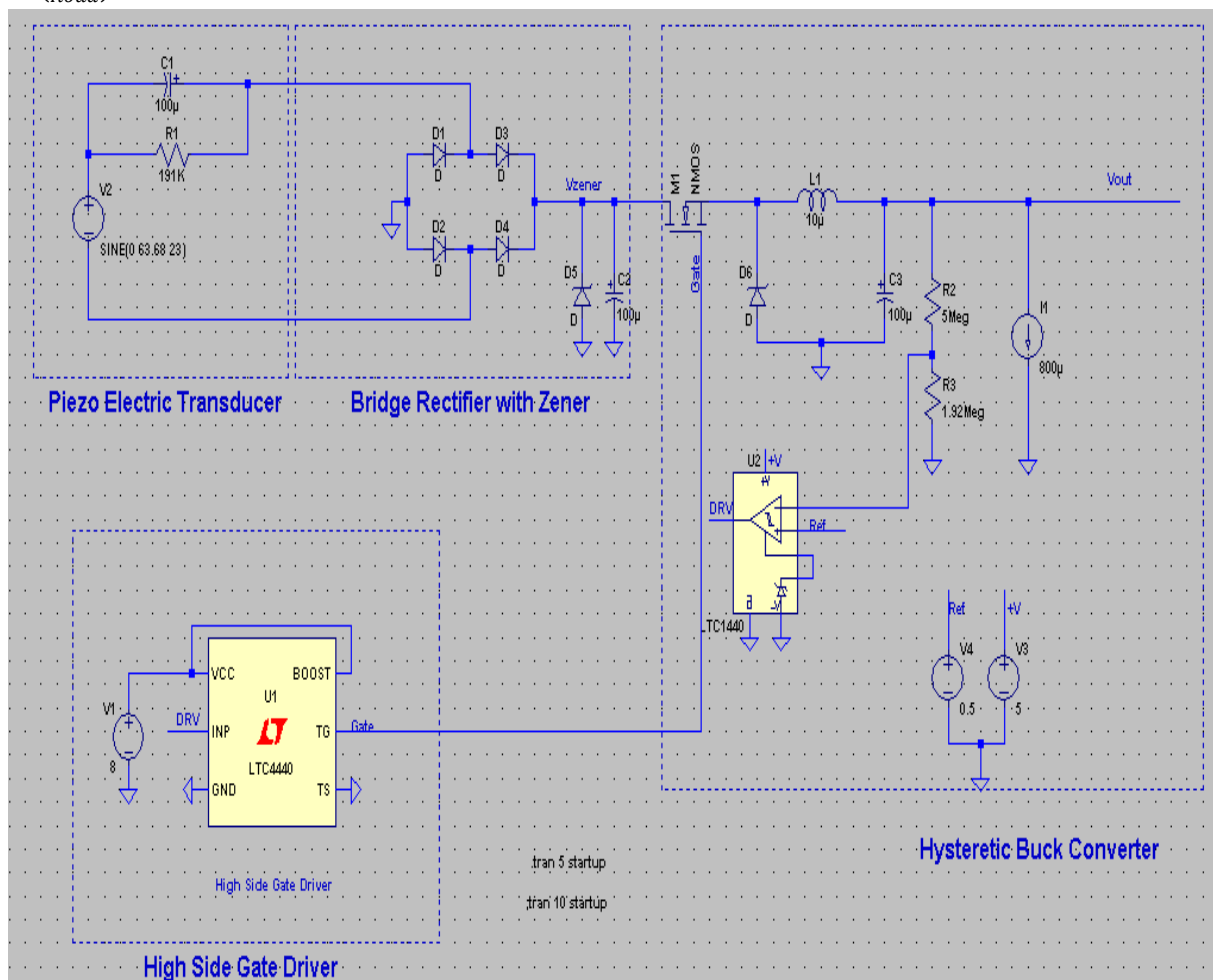 C1
100µ
R1
191K
V2
SINE(0 63.68 23)
D1
D
D3
D
D2
D
D4
D
Vzener
D5
D
C2
100µ
Piezo Electric Transducer
Bridge Rectifier with Zener
M1
NMOS
Gate
L1
10µ
Vout
D6
D
C3
100µ
R2
5Meg
R3
1.92Meg
I1
800µ
U2
+V
+V
DRV
Ref
-V
LTC1440
Ref
+V
V4
0.5
V3
5
Hysteretic Buck Converter
V1
8
DRV
VCC
BOOST
U1
INP
TG
LTC4440
GND
TS
Gate
High Side Gate Driver
High Side Gate Driver
.tran 5 startup
;tran 10 startup